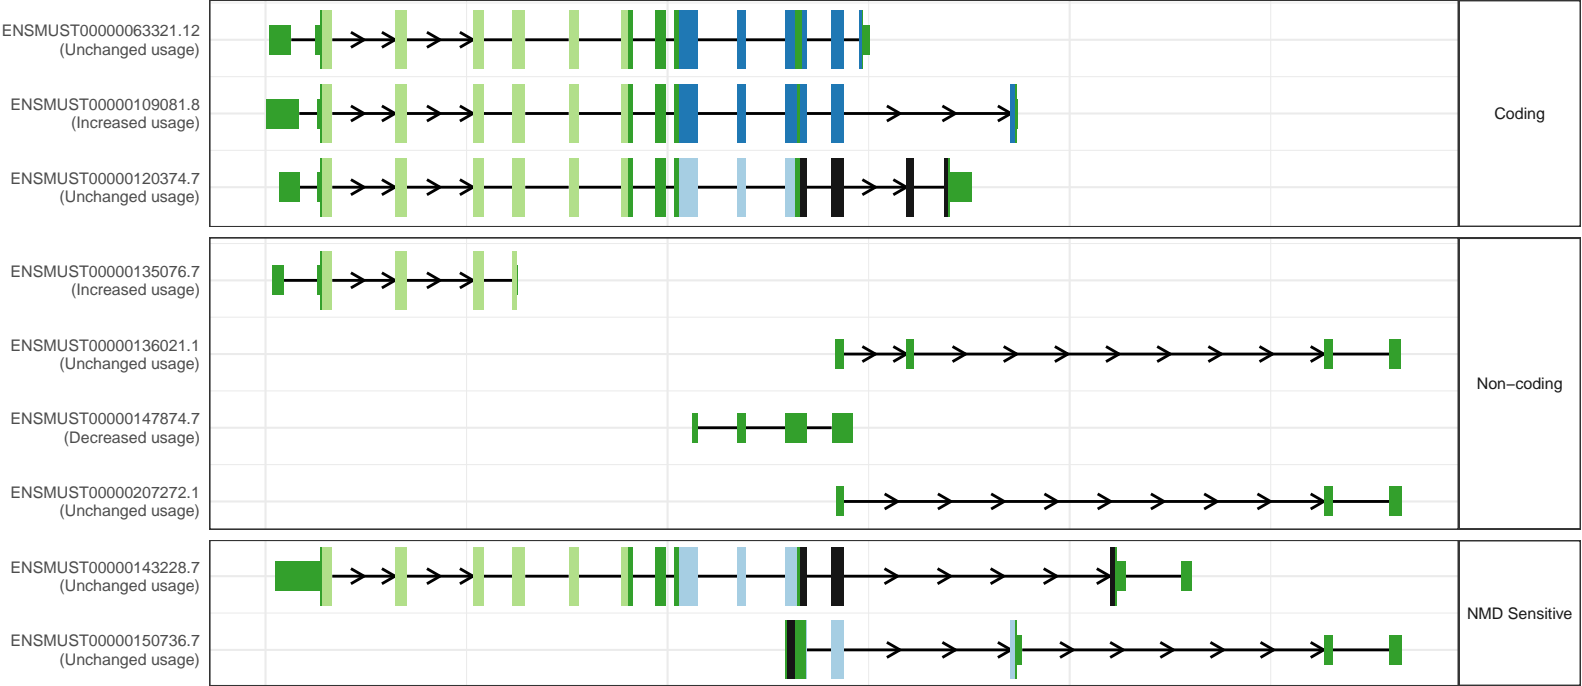 ENSMUST00000063321.12
(Unchanged usage)
ENSMUST00000109081.8
(Increased usage)
ENSMUST00000120374.7
(Unchanged usage)
Coding
ENSMUST00000135076.7
(Increased usage)
ENSMUST00000136021.1
(Unchanged usage)
ENSMUST00000147874.7
(Decreased usage)
ENSMUST00000207272.1
(Unchanged usage)
Non−coding
ENSMUST00000143228.7
(Unchanged usage)
ENSMUST00000150736.7
(Unchanged usage)
NMD Sensitive